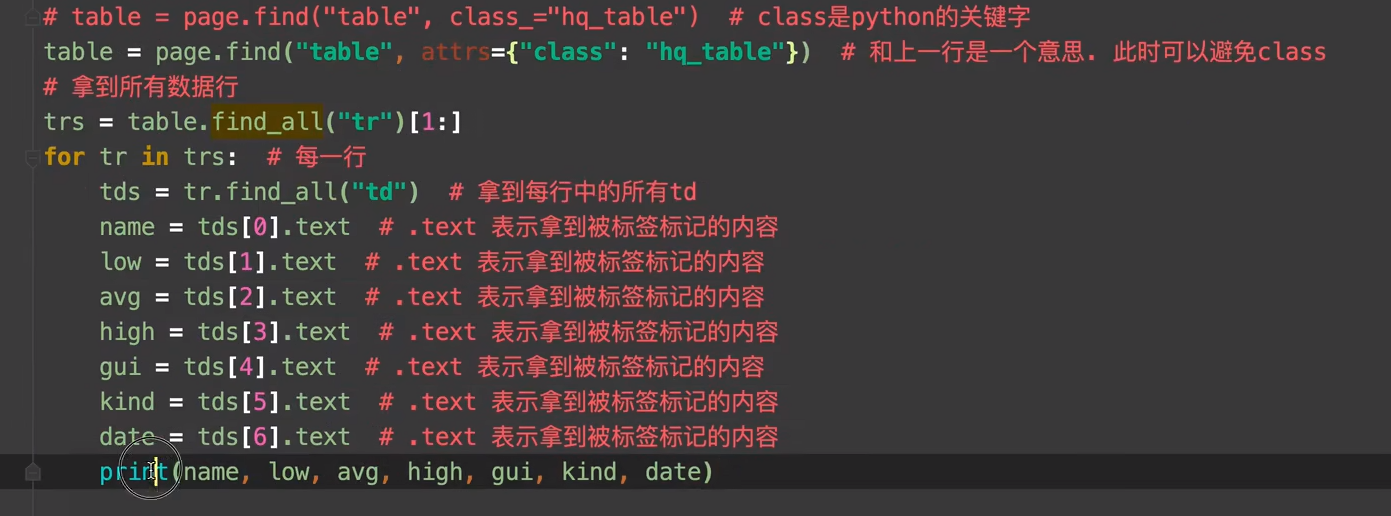 # table = page.find("table", class_="hq_table")  # class是python的关键字
table = page.find("table", attrs={"class": "hq_table"})  # 和上一行是一个意思. 此时可以避免class
# 拿到所有数据行
trs = table.find_all("tr")[1:]
for tr in trs:  # 每一行
    tds = tr.find_all("td")  # 拿到每行中的所有td
    name = tds[0].text  # .text 表示拿到被标签标记的内容
    low = tds[1].text  # .text 表示拿到被标签标记的内容
    avg = tds[2].text  # .text 表示拿到被标签标记的内容
    high = tds[3].text  # .text 表示拿到被标签标记的内容
    gui = tds[4].text  # .text 表示拿到被标签标记的内容
    kind = tds[5].text  # .text 表示拿到被标签标记的内容
    date = tds[6].text  # .text 表示拿到被标签标记的内容
    print(name, low, avg, high, gui, kind, date)